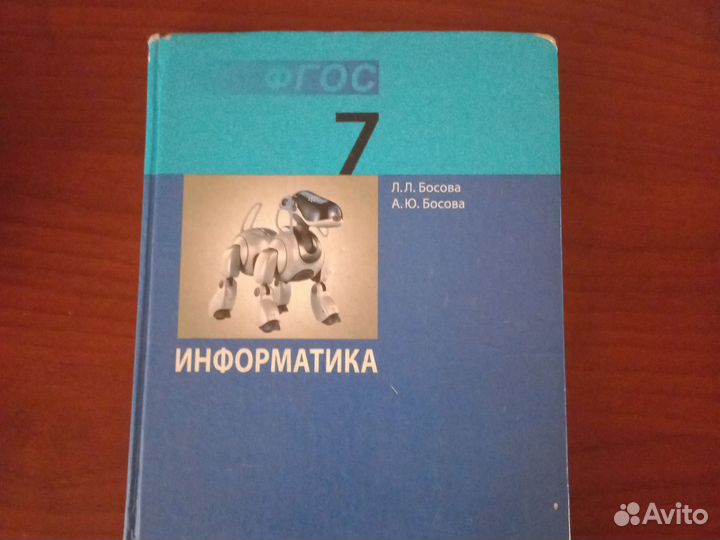 ФГОС
7
Л.Л. Босова
А.Ю. Босова
ИНФОРМАТИКА
Avito